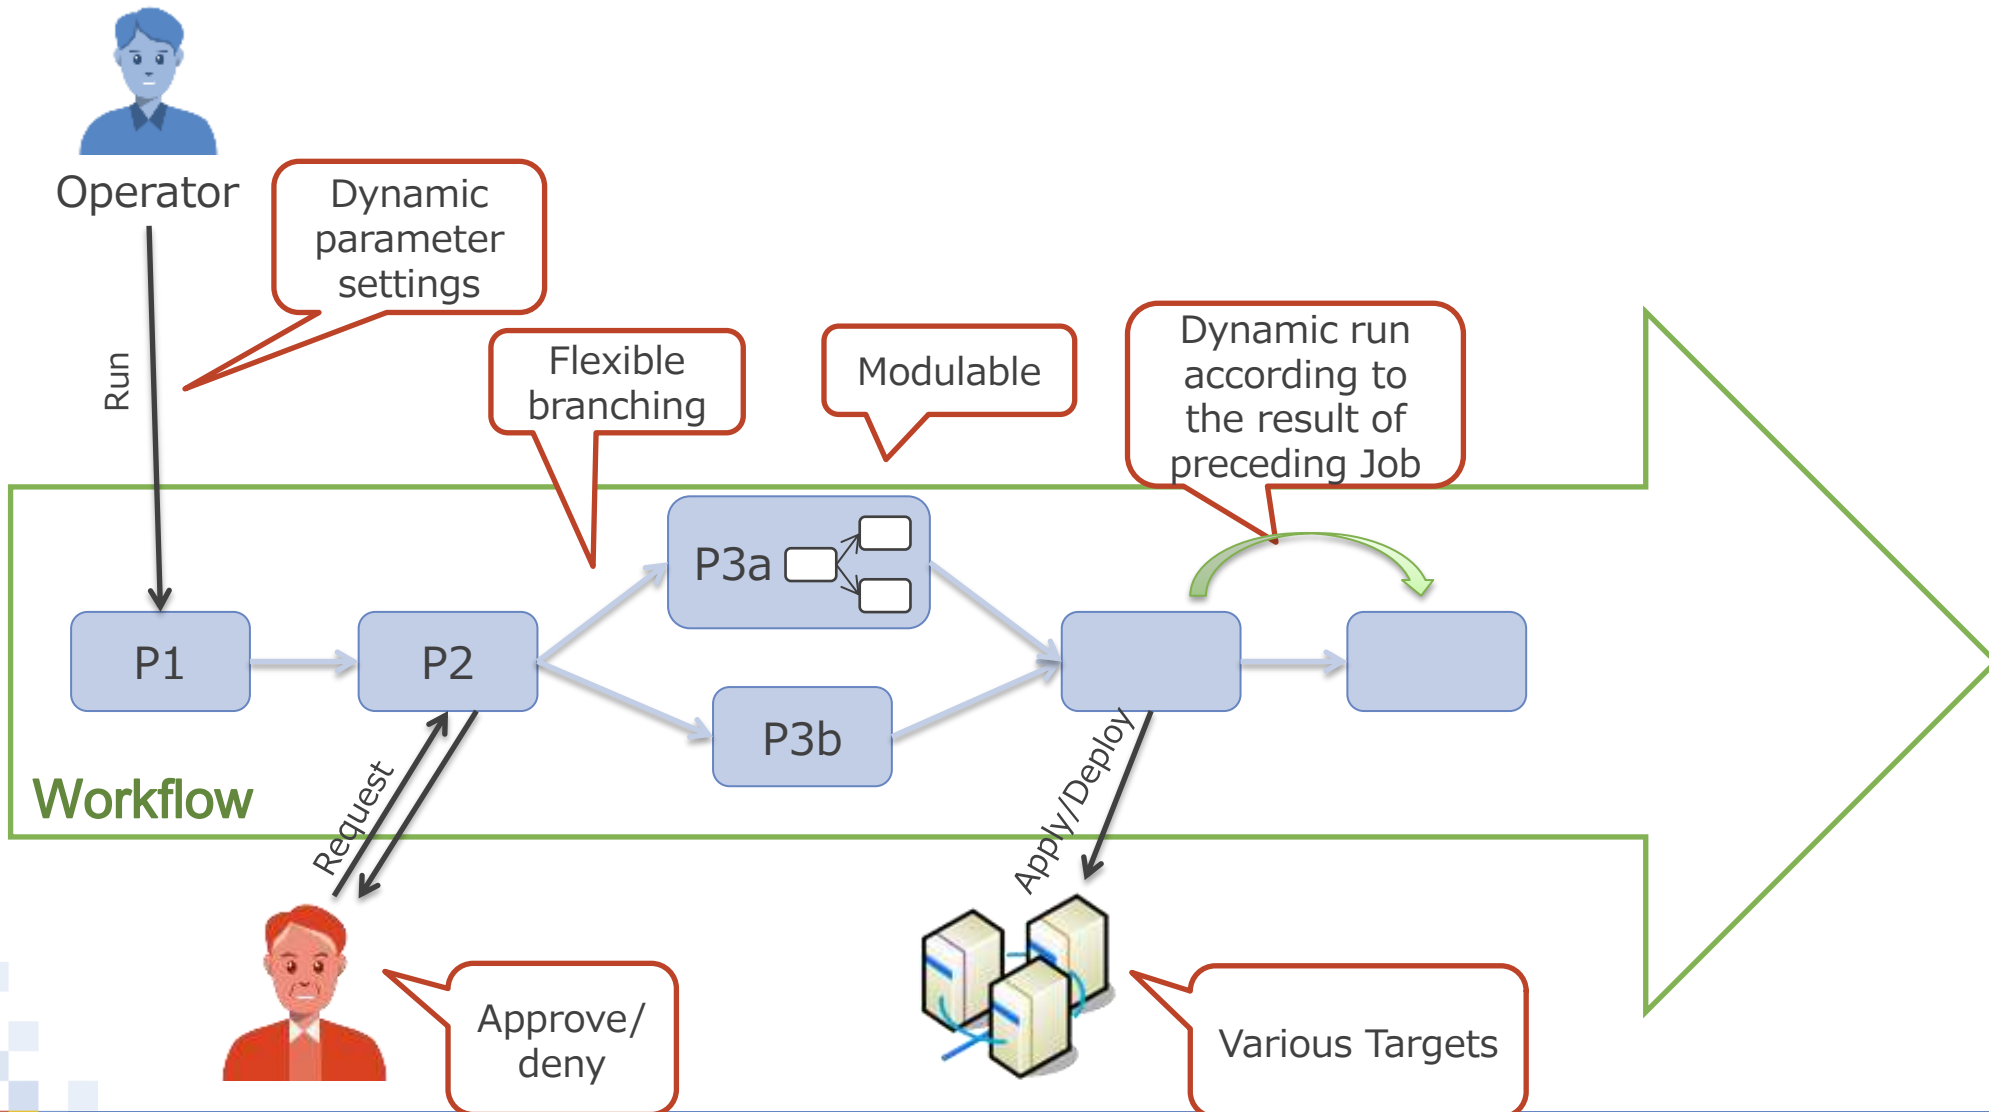 Operator
Dynamic
parameter
settings
Run
Flexible
branching
Modulable
Dynamic run
according to
the result of
preceding Job
P1
P2
P3a
P3b
Workflow
Request
Apply/Deploy
Approve/
deny
Various Targets